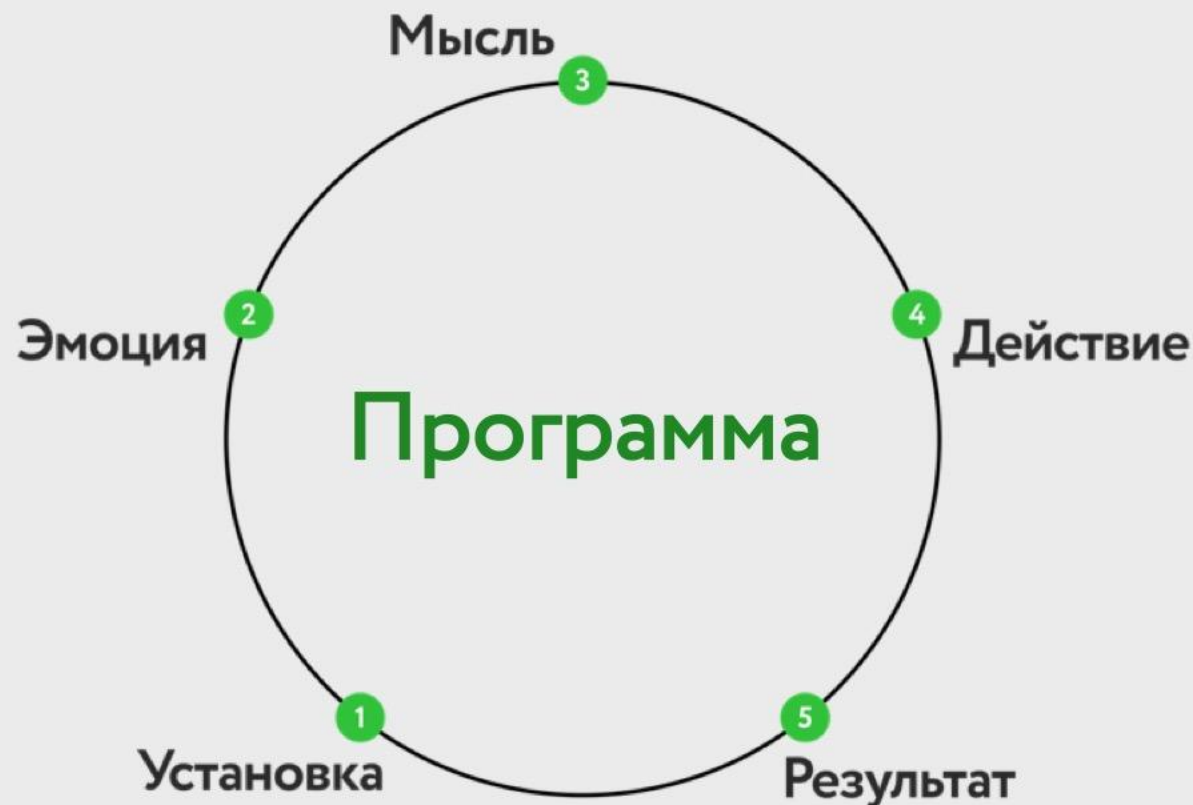 Мысль
3
2
4
Эмоция
Действие
Программа
1
5
Установка
Результат